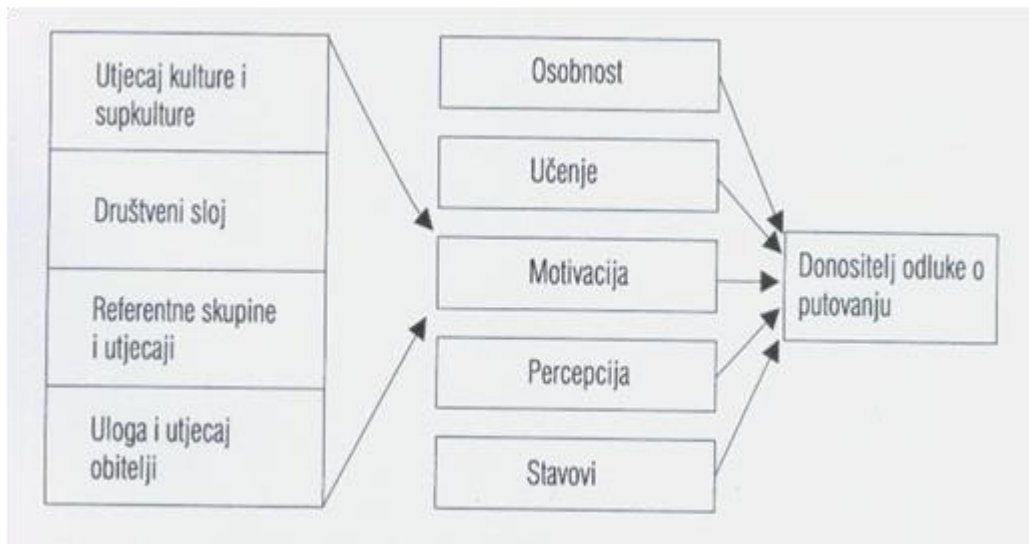 Utjecaj kulture i
supkulture
Društveni sloj
Referentne skupine
i utjecaji
Uloga i utjecaj
obitelji
Osobnost
Učenje
Motivacija
Percepcija
Stavovi
Donositelj odluke o
putovanju